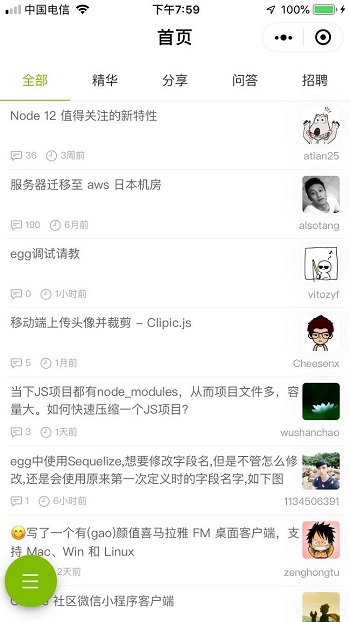 中国电信
下午7:59
100%
首页
全部 精华 分享 问答 招聘
Node 12 值得关注的新特性
36 3周前
atian25
服务器迁移至 aws 日本机房
190 6月前
alsotang
egg调试请教
0 1小时前
vitozyf
移动端上传头像并裁剪 - Clipic.js
5 1月前
Cheesenx
当下JS项目都有node_modules，从而项目文件多，容
量大。如何快速压缩一个JS项目?
3 1天前
wushanchao
egg中使用Sequelize,想要修改字段名,但是不管怎么修
改,还是会使用原来第一次定义时的字段名字,如下图
1 6小时前
1134506391
😋写了一个有(gao)颜值喜马拉雅 FM 桌面客户端，支
持 Mac、Win 和 Linux
2天前
zenghongtu
社区微信小程序客户端